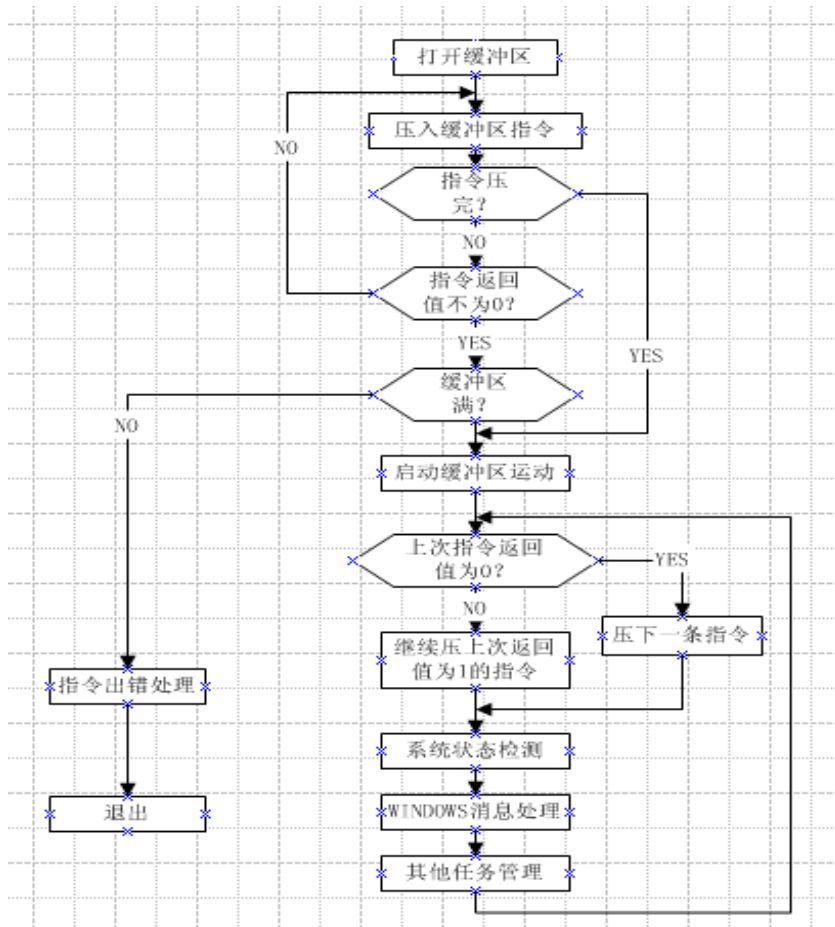 打开缓冲区
压入缓冲区指令
NO
指令压
完?
NO
指令返回
值不为0?
YES
YES
缓冲区
满?
NO
启动缓冲区运动
上次指令返回
值为0?
YES
NO
压下一条指令
继续压上次返回
值为1的指令
指令出错处理
系统状态检测
WINDOWS消息处理
退出
其他任务管理